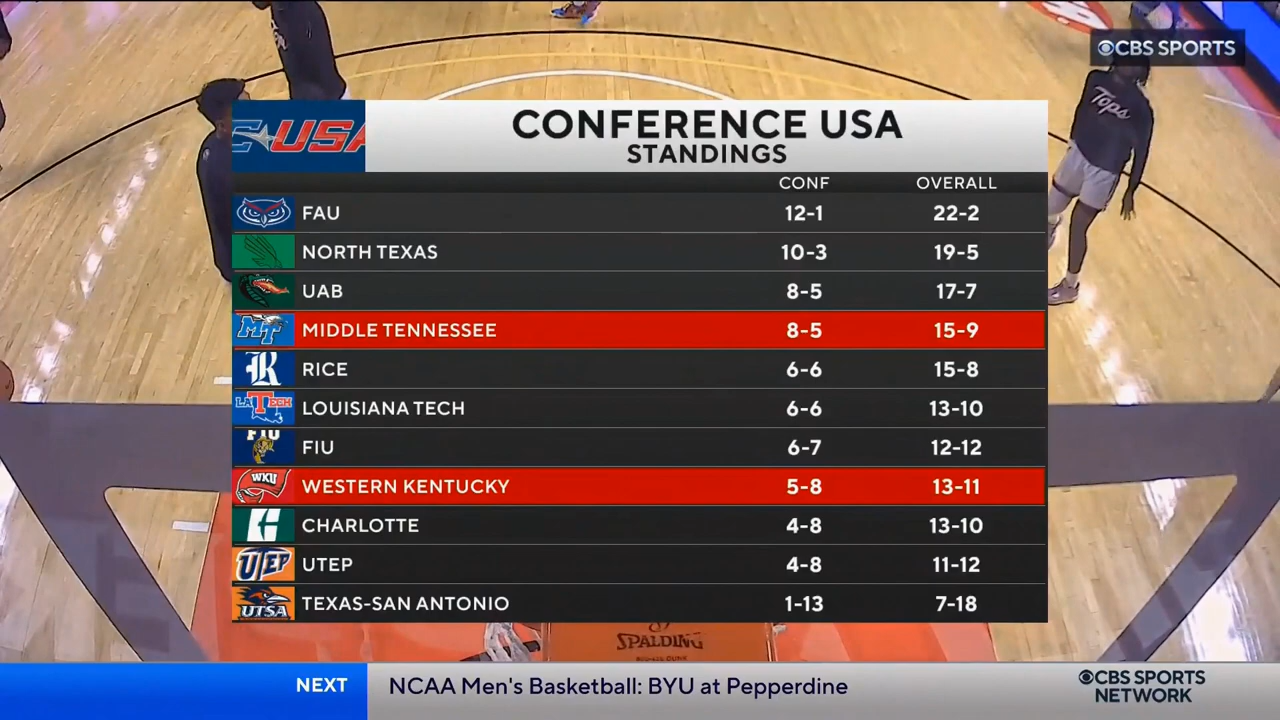 CBS SPORTS
Tops
C USA
CONFERENCE USA
STANDINGS
CONF OVERALL
FAU 12-1 22-2
NORTH TEXAS 10-3 19-5
UAB 8-5 17-7
MT MIDDLE TENNESSEE 8-5 15-9
R RICE 6-6 15-8
LA TECH LOUISIANA TECH 6-6 13-10
FIU FIU 6-7 12-12
WKU WESTERN KENTUCKY 5-8 13-11
C CHARLOTTE 4-8 13-10
UTEP UTEP 4-8 11-12
UTSA TEXAS-SAN ANTONIO 1-13 7-18
SPALDING
NEXT NCAA Men's Basketball: BYU at Pepperdine
CBS SPORTS
NETWORK